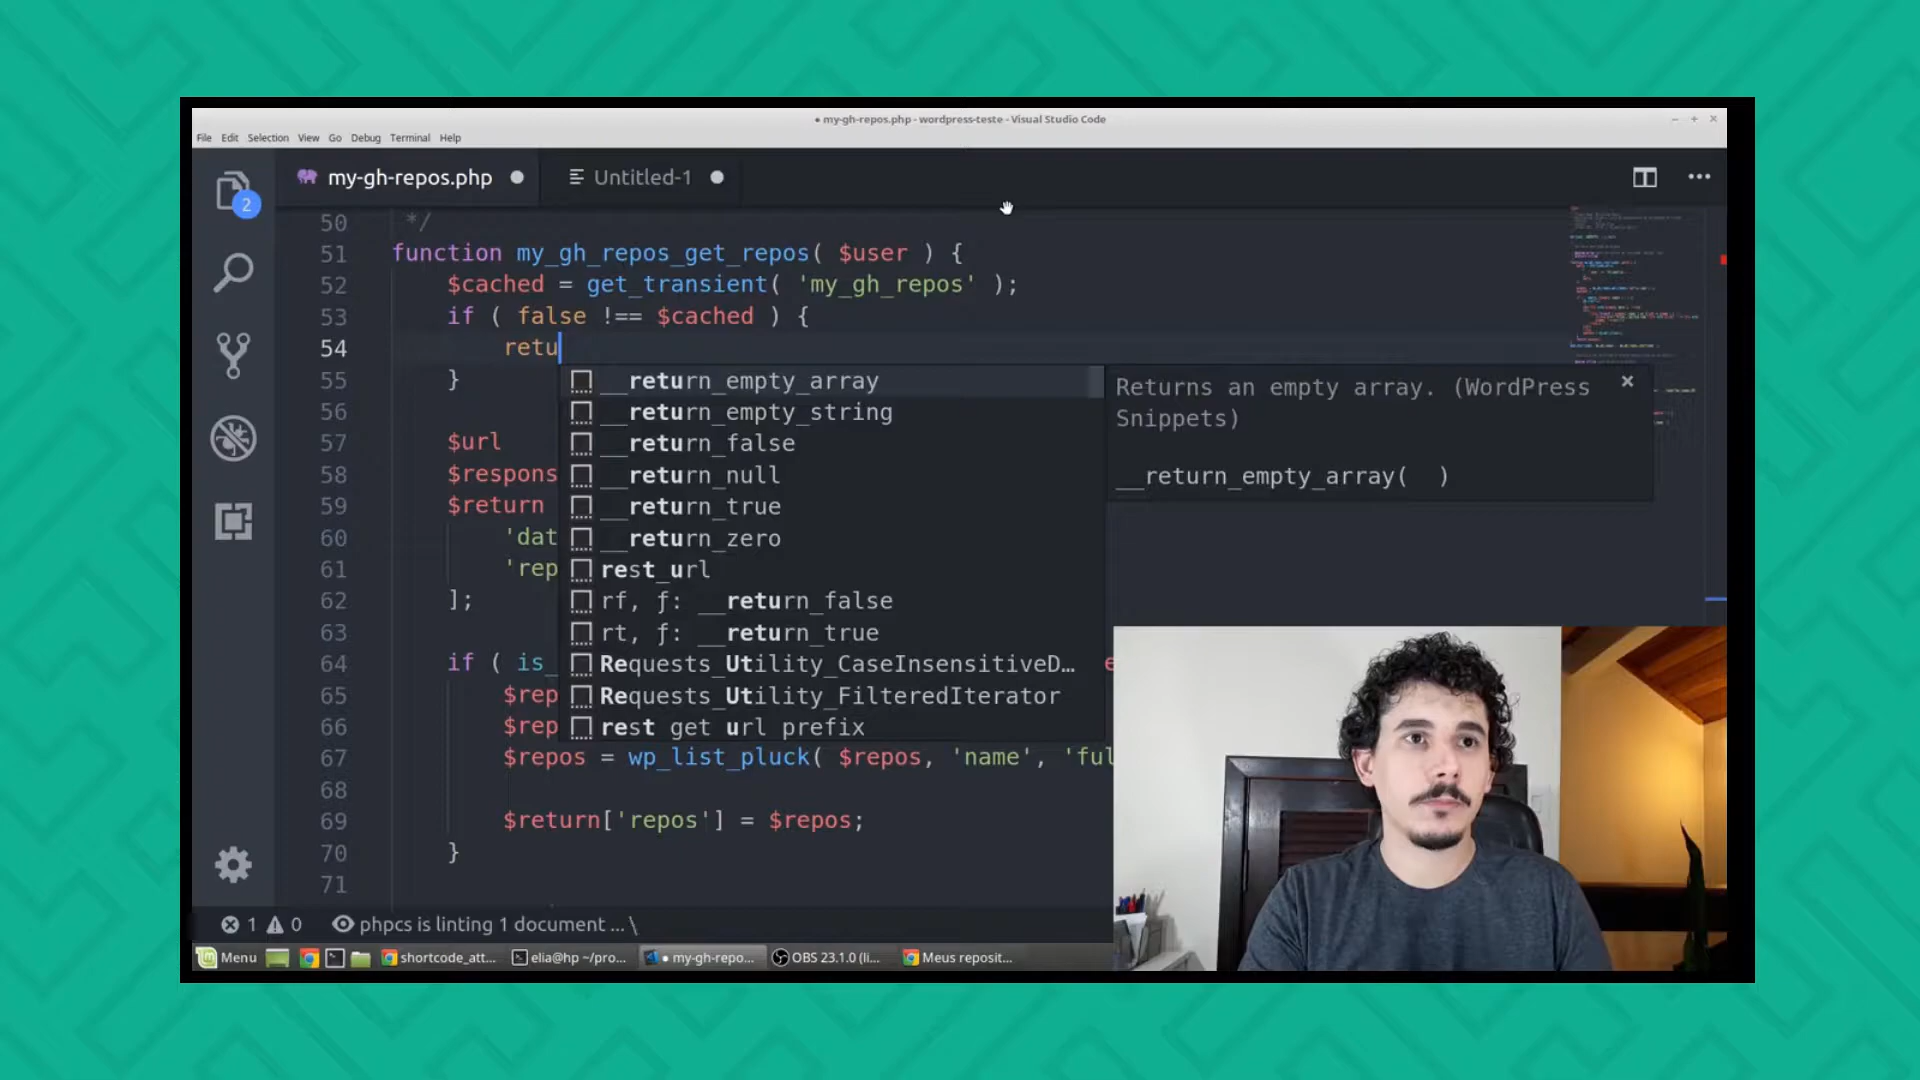 • my-gh-repos.php - wordpress-teste - Visual Studio Code
File Edit Selection View Go Debug Terminal Help
2
my-gh-repos.php
Untitled-1
50 */
51 function my_gh_repos_get_repos( $user ) {
52 $cached = get_transient( 'my_gh_repos' );
53 if ( false !== $cached ) {
54 retu
55 }
56
57 $url
58 $respons
59 $return
60 'dat
61 'rep
62 ];
63
64 if ( is_
65 $rep
66 $rep
67 $repos = wp_list_pluck( $repos, 'name', 'ful
68
69 $return['repos'] = $repos;
70 }
71
__return_empty_array
__return_empty_string
__return_false
__return_null
__return_true
__return_zero
rest_url
rf, ƒ: __return_false
rt, ƒ: __return_true
Requests_Utility_CaseInsensitiveD…
Requests_Utility_FilteredIterator
rest get url prefix
Returns an empty array. (WordPress
Snippets)
__return_empty_array( )
1 0 phpcs is linting 1 document ... \
Menu shortcode_att... elia@hp ~/pro... • my-gh-repo... OBS 23.1.0 (li... Meus reposit...